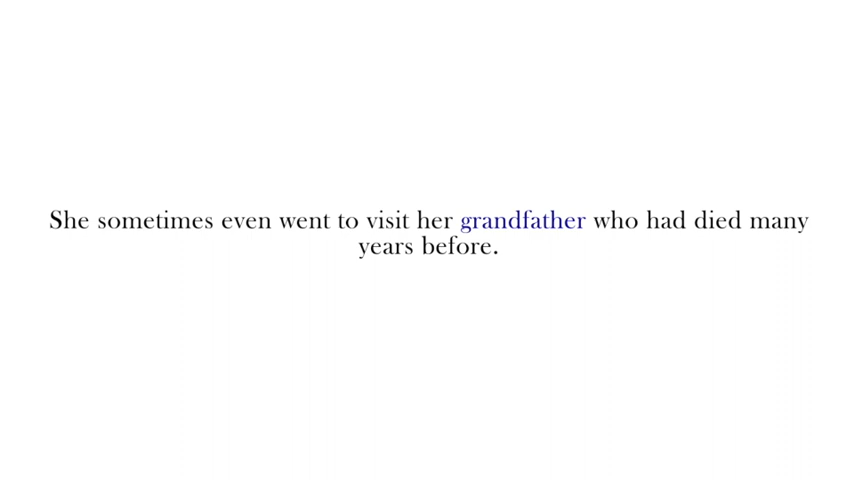 She sometimes even went to visit her grandfather who had died many
years before.